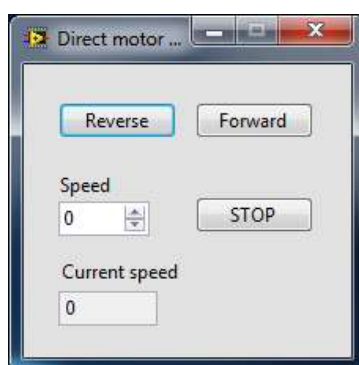 Direct motor ...
Reverse Forward
Speed
0 STOP
Current speed
0